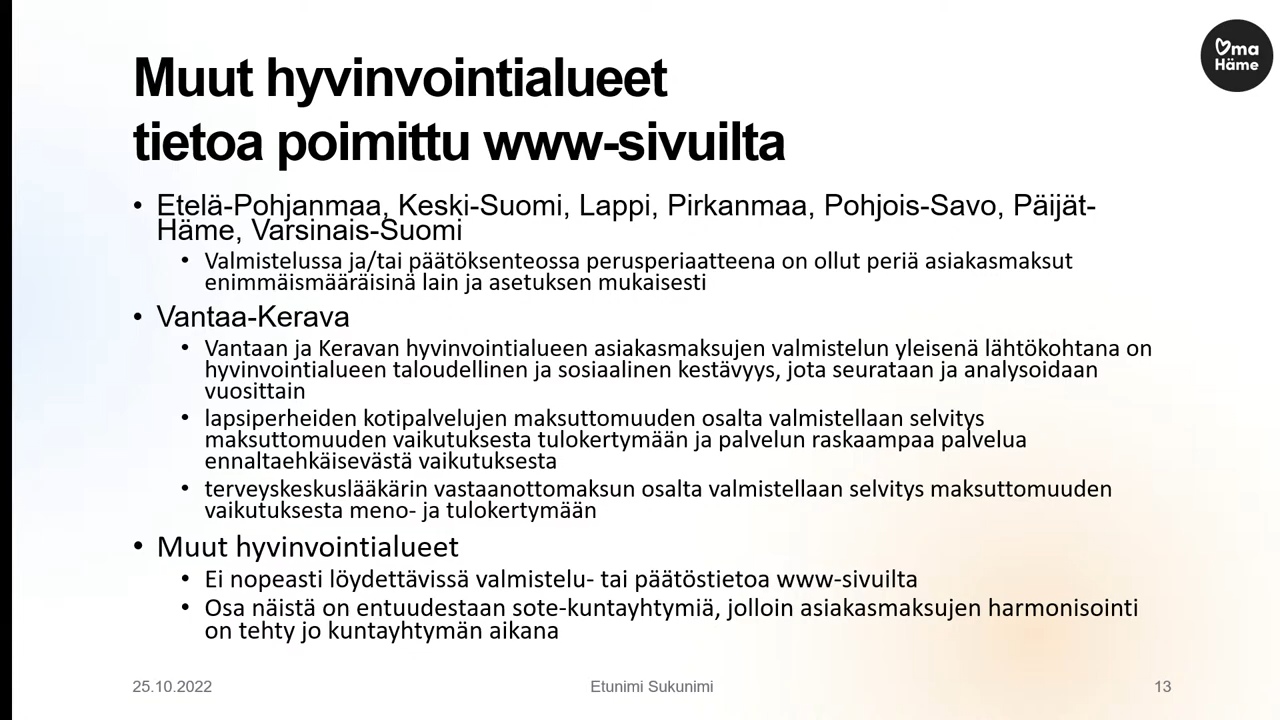 Oma
Häme
Muut hyvinvointialueet
tietoa poimittu www-sivuilta
• Etelä-Pohjanmaa, Keski-Suomi, Lappi, Pirkanmaa, Pohjois-Savo, Päijät-
Häme, Varsinais-Suomi
• Valmistelussa ja/tai päätöksenteossa perusperiaatteena on ollut periä asiakasmaksut
enimmäismääräisinä lain ja asetuksen mukaisesti
• Vantaa-Kerava
• Vantaan ja Keravan hyvinvointialueen asiakasmaksujen valmistelun yleisenä lähtökohtana on
hyvinvointialueen taloudellinen ja sosiaalinen kestävyys, jota seurataan ja analysoidaan
vuosittain
• lapsiperheiden kotipalvelujen maksuttomuuden osalta valmistellaan selvitys
maksuttomuuden vaikutuksesta tulokertymään ja palvelun raskaampaa palvelua
ennaltaehkäisevästä vaikutuksesta
• terveyskeskuslääkärin vastaanottomaksun osalta valmistellaan selvitys maksuttomuuden
vaikutuksesta meno- ja tulokertymään
• Muut hyvinvointialueet
• Ei nopeasti löydettävissä valmistelu- tai päätöstietoa www-sivuilta
• Osa näistä on entuudestaan sote-kuntayhtymiä, jolloin asiakasmaksujen harmonisointi
on tehty jo kuntayhtymän aikana
25.10.2022
Etunimi Sukunimi
13